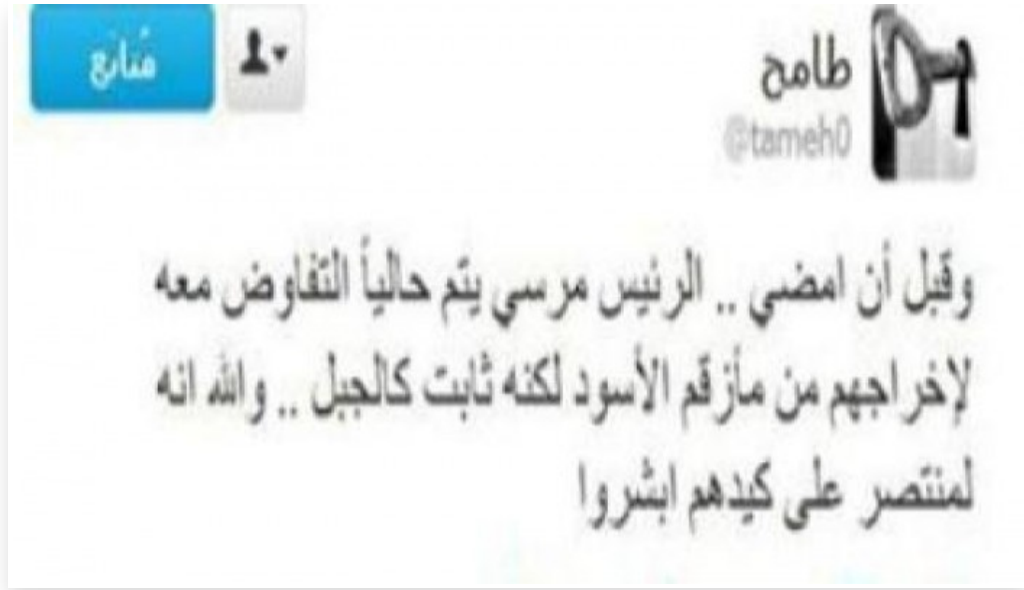 طامح
@tameh0
مُتابَع
وقبل أن امضي .. الرئيس مرسي يتم حالياً التفاوض معه
لإخراجهم من مأزقم الأسود لكنه ثابت كالجبل .. والله انه
لمنتصر على كيدهم ابشروا